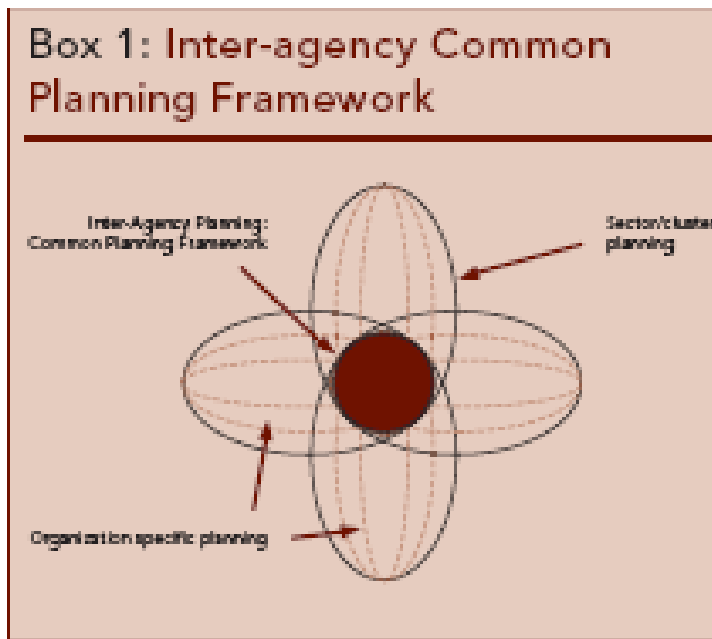 Box 1: Inter-agency Common
Planning Framework
Inter-Agency Planning:
Common Planning Framework
Sector/cluster
planning
Organization specific planning